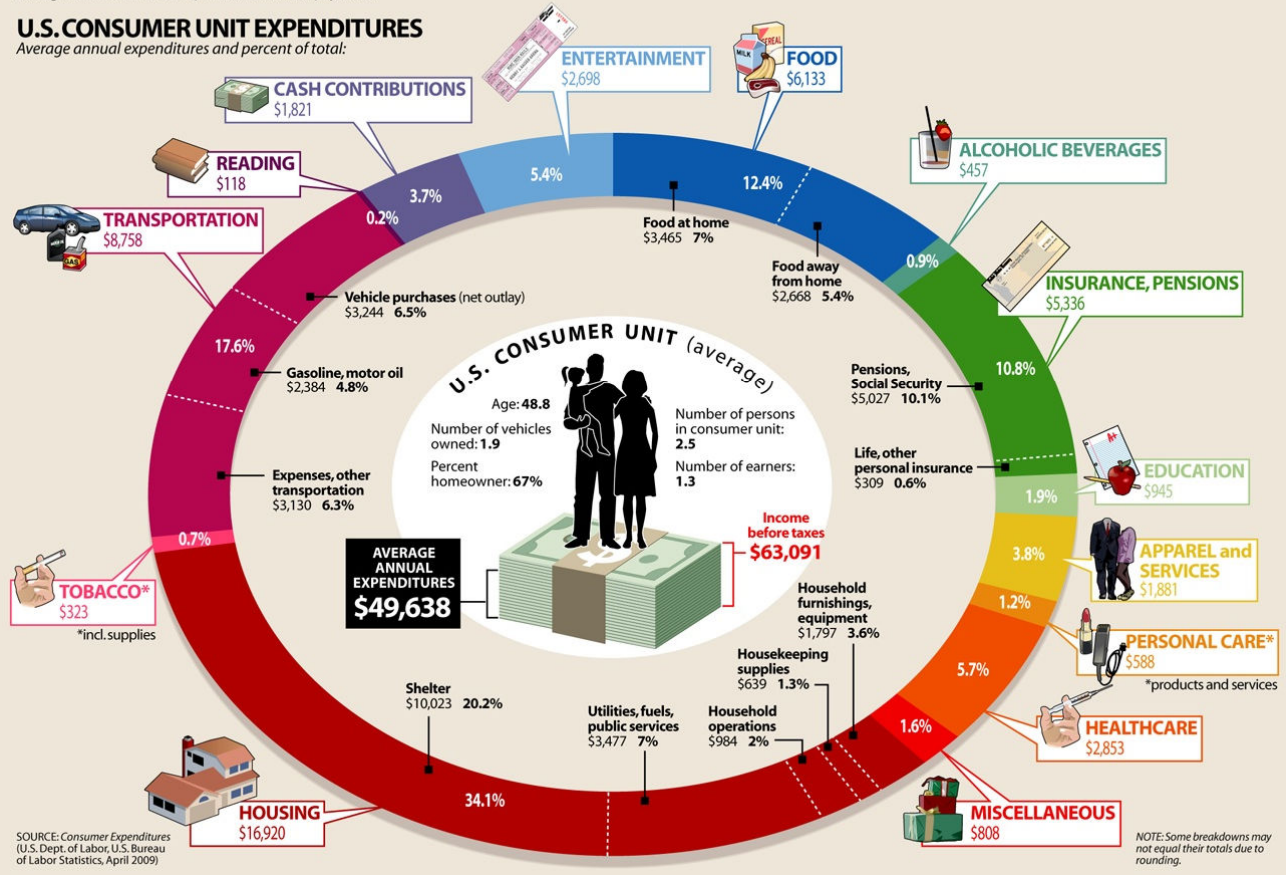 U.S. CONSUMER UNIT EXPENDITURES
Average annual expenditures and percent of total:
ENTERTAINMENT
$2,698
FOOD
$6,133
MILK
CEREAL
CASH CONTRIBUTIONS
$1,821
ALCOHOLIC BEVERAGES
$457
READING
$118
TRANSPORTATION
$8,758
GAS
INSURANCE, PENSIONS
$5,336
5.4%
12.4%
3.7%
0.2%
0.9%
17.6%
10.8%
1.9%
3.8%
1.2%
5.7%
1.6%
34.1%
0.7%
Food at home
$3,465 7%
Food away
from home
$2,668 5.4%
Vehicle purchases (net outlay)
$3,244 6.5%
Gasoline, motor oil
$2,384 4.8%
Expenses, other
transportation
$3,130 6.3%
Pensions,
Social Security
$5,027 10.1%
Life, other
personal insurance
$309 0.6%
A+
EDUCATION
$945
APPAREL and
SERVICES
$1,881
PERSONAL CARE*
$588
*products and services
HEALTHCARE
$2,853
MISCELLANEOUS
$808
U.S. CONSUMER UNIT (average)
Age: 48.8
Number of vehicles
owned: 1.9
Percent
homeowner: 67%
Number of persons
in consumer unit:
2.5
Number of earners:
1.3
Income
before taxes
$63,091
AVERAGE
ANNUAL
EXPENDITURES
$49,638
TOBACCO*
$323
*incl. supplies
Household
furnishings,
equipment
$1,797 3.6%
Housekeeping
supplies
$639 1.3%
Household
operations
$984 2%
Utilities, fuels,
public services
$3,477 7%
Shelter
$10,023 20.2%
HOUSING
$16,920
SOURCE: Consumer Expenditures
(U.S. Dept. of Labor, U.S. Bureau
of Labor Statistics, April 2009)
NOTE: Some breakdowns may
not equal their totals due to
rounding.